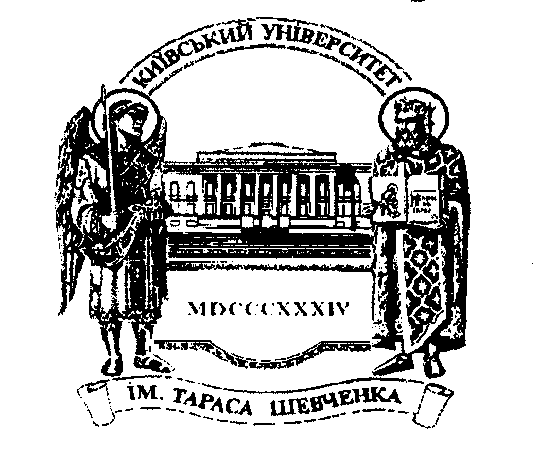 КИЇВСЬКИЙ УНІВЕРСИТЕТ
MDCCCXXXIV
ІМ. ТАРАСА ШЕВЧЕНКА